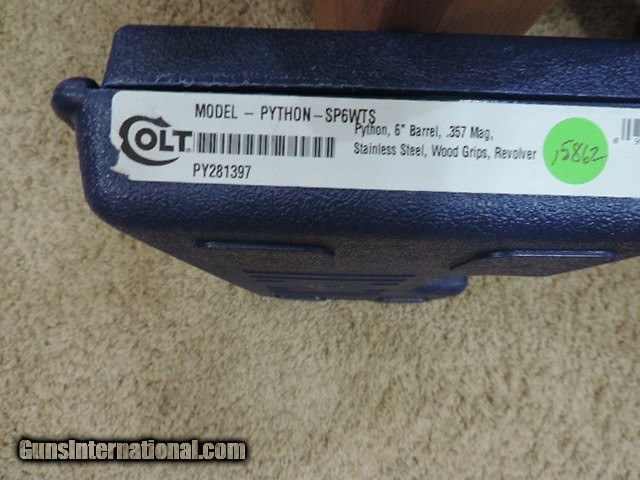 MODEL - PYTHON-SP6WTS
COLT
Python, 6" Barrel, .357 Mag,
Stainless Steel, Wood Grips, Revolver
PY281397
15862
GunsInternational.com